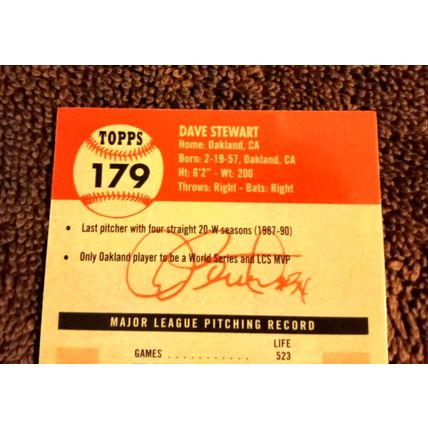 TOPPS
179
DAVE STEWART
Home: Oakland, CA
Born: 2-19-57, Oakland, CA
Ht: 6'2" - Wt: 200
Throws: Right - Bats: Right
• Last pitcher with four straight 20-W seasons (1987-90)
• Only Oakland player to be a World Series and LCS MVP
MAJOR LEAGUE PITCHING RECORD
LIFE
GAMES 523